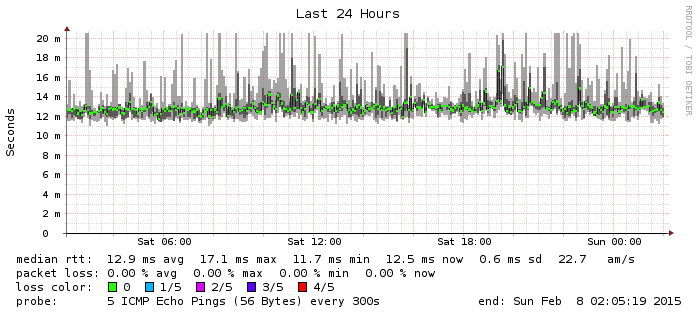 Last 24 Hours
RRDTOOL / TOBI OETIKER
Seconds
20 m
18 m
16 m
14 m
12 m
10 m
8 m
6 m
4 m
2 m
0
Sat 06:00 Sat 12:00 Sat 18:00 Sun 00:00
median rtt: 12.9 ms avg 17.1 ms max 11.7 ms min 12.5 ms now 0.6 ms sd 22.7 am/s
packet loss: 0.00 % avg 0.00 % max 0.00 % min 0.00 % now
loss color: 0 1/5 2/5 3/5 4/5
probe: 5 ICMP Echo Pings (56 Bytes) every 300s end: Sun Feb 8 02:05:19 2015